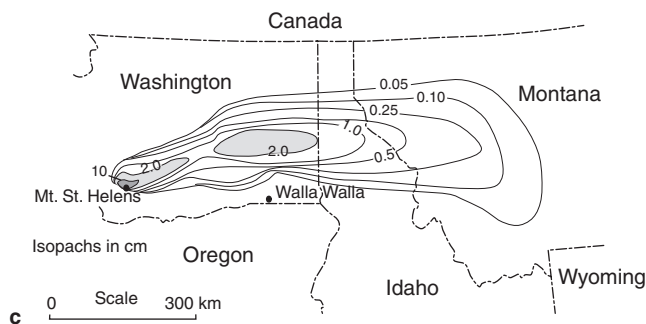 Canada
Washington
0.05
0.10
Montana
0.25
1.0
2.0
0.5
2.0
10
Mt. St. Helens
Walla Walla
Isopachs in cm
Oregon
Idaho
Wyoming
c 0 Scale 300 km